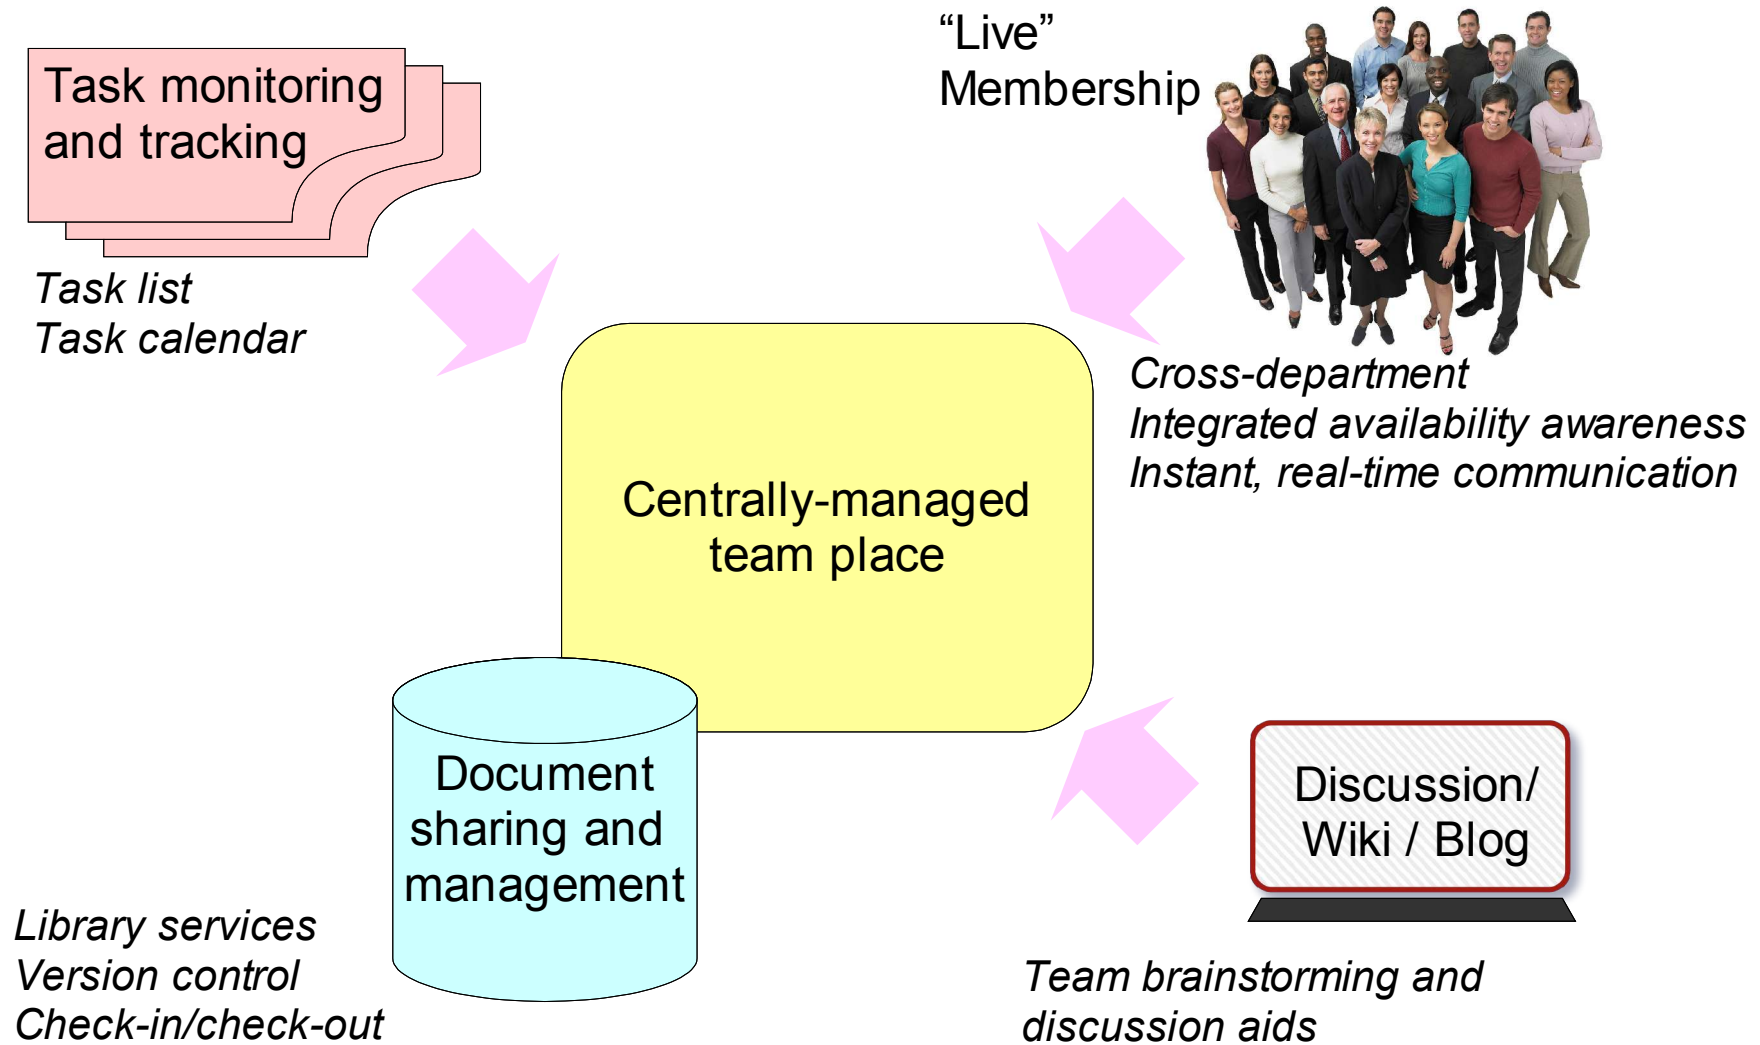 Task monitoring
and tracking
Task list
Task calendar
“Live”
Membership
Cross-department
Integrated availability awareness
Instant, real-time communication
Centrally-managed
team place
Document
sharing and
management
Library services
Version control
Check-in/check-out
Discussion/
Wiki / Blog
Team brainstorming and
discussion aids